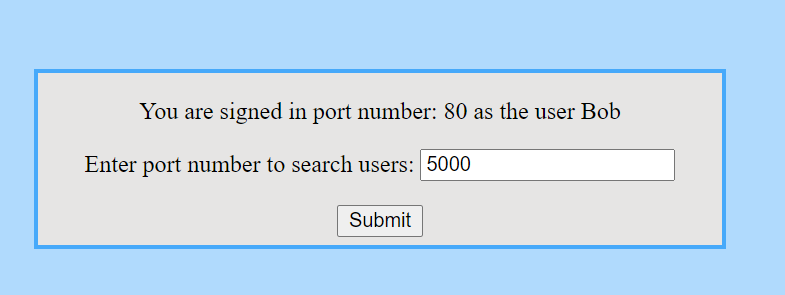 You are signed in port number: 80 as the user Bob
Enter port number to search users: 5000
Submit